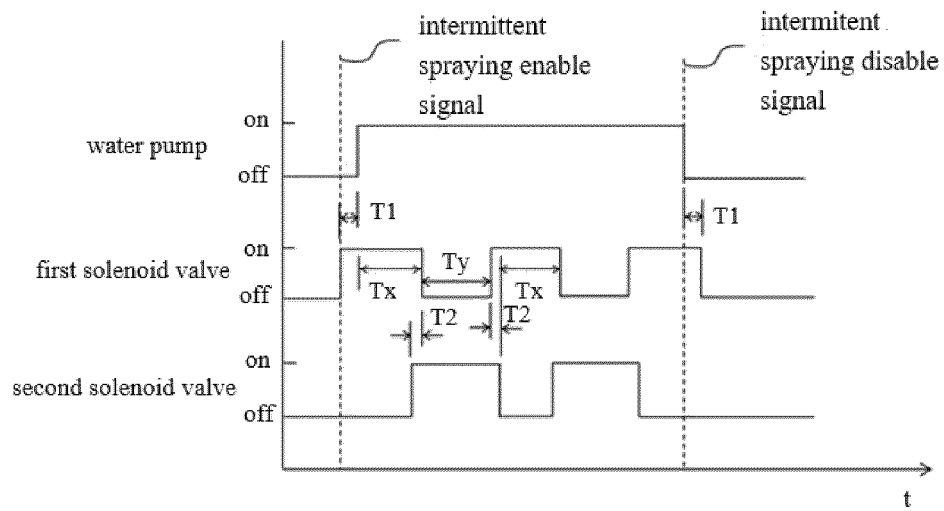 intermittent
spraying enable
signal
intermitent
spraying disable
signal
on
water pump
off
T1
T1
on
first solenoid valve
off
Ty
Tx
Tx
T2
T2
on
second solenoid valve
off
t